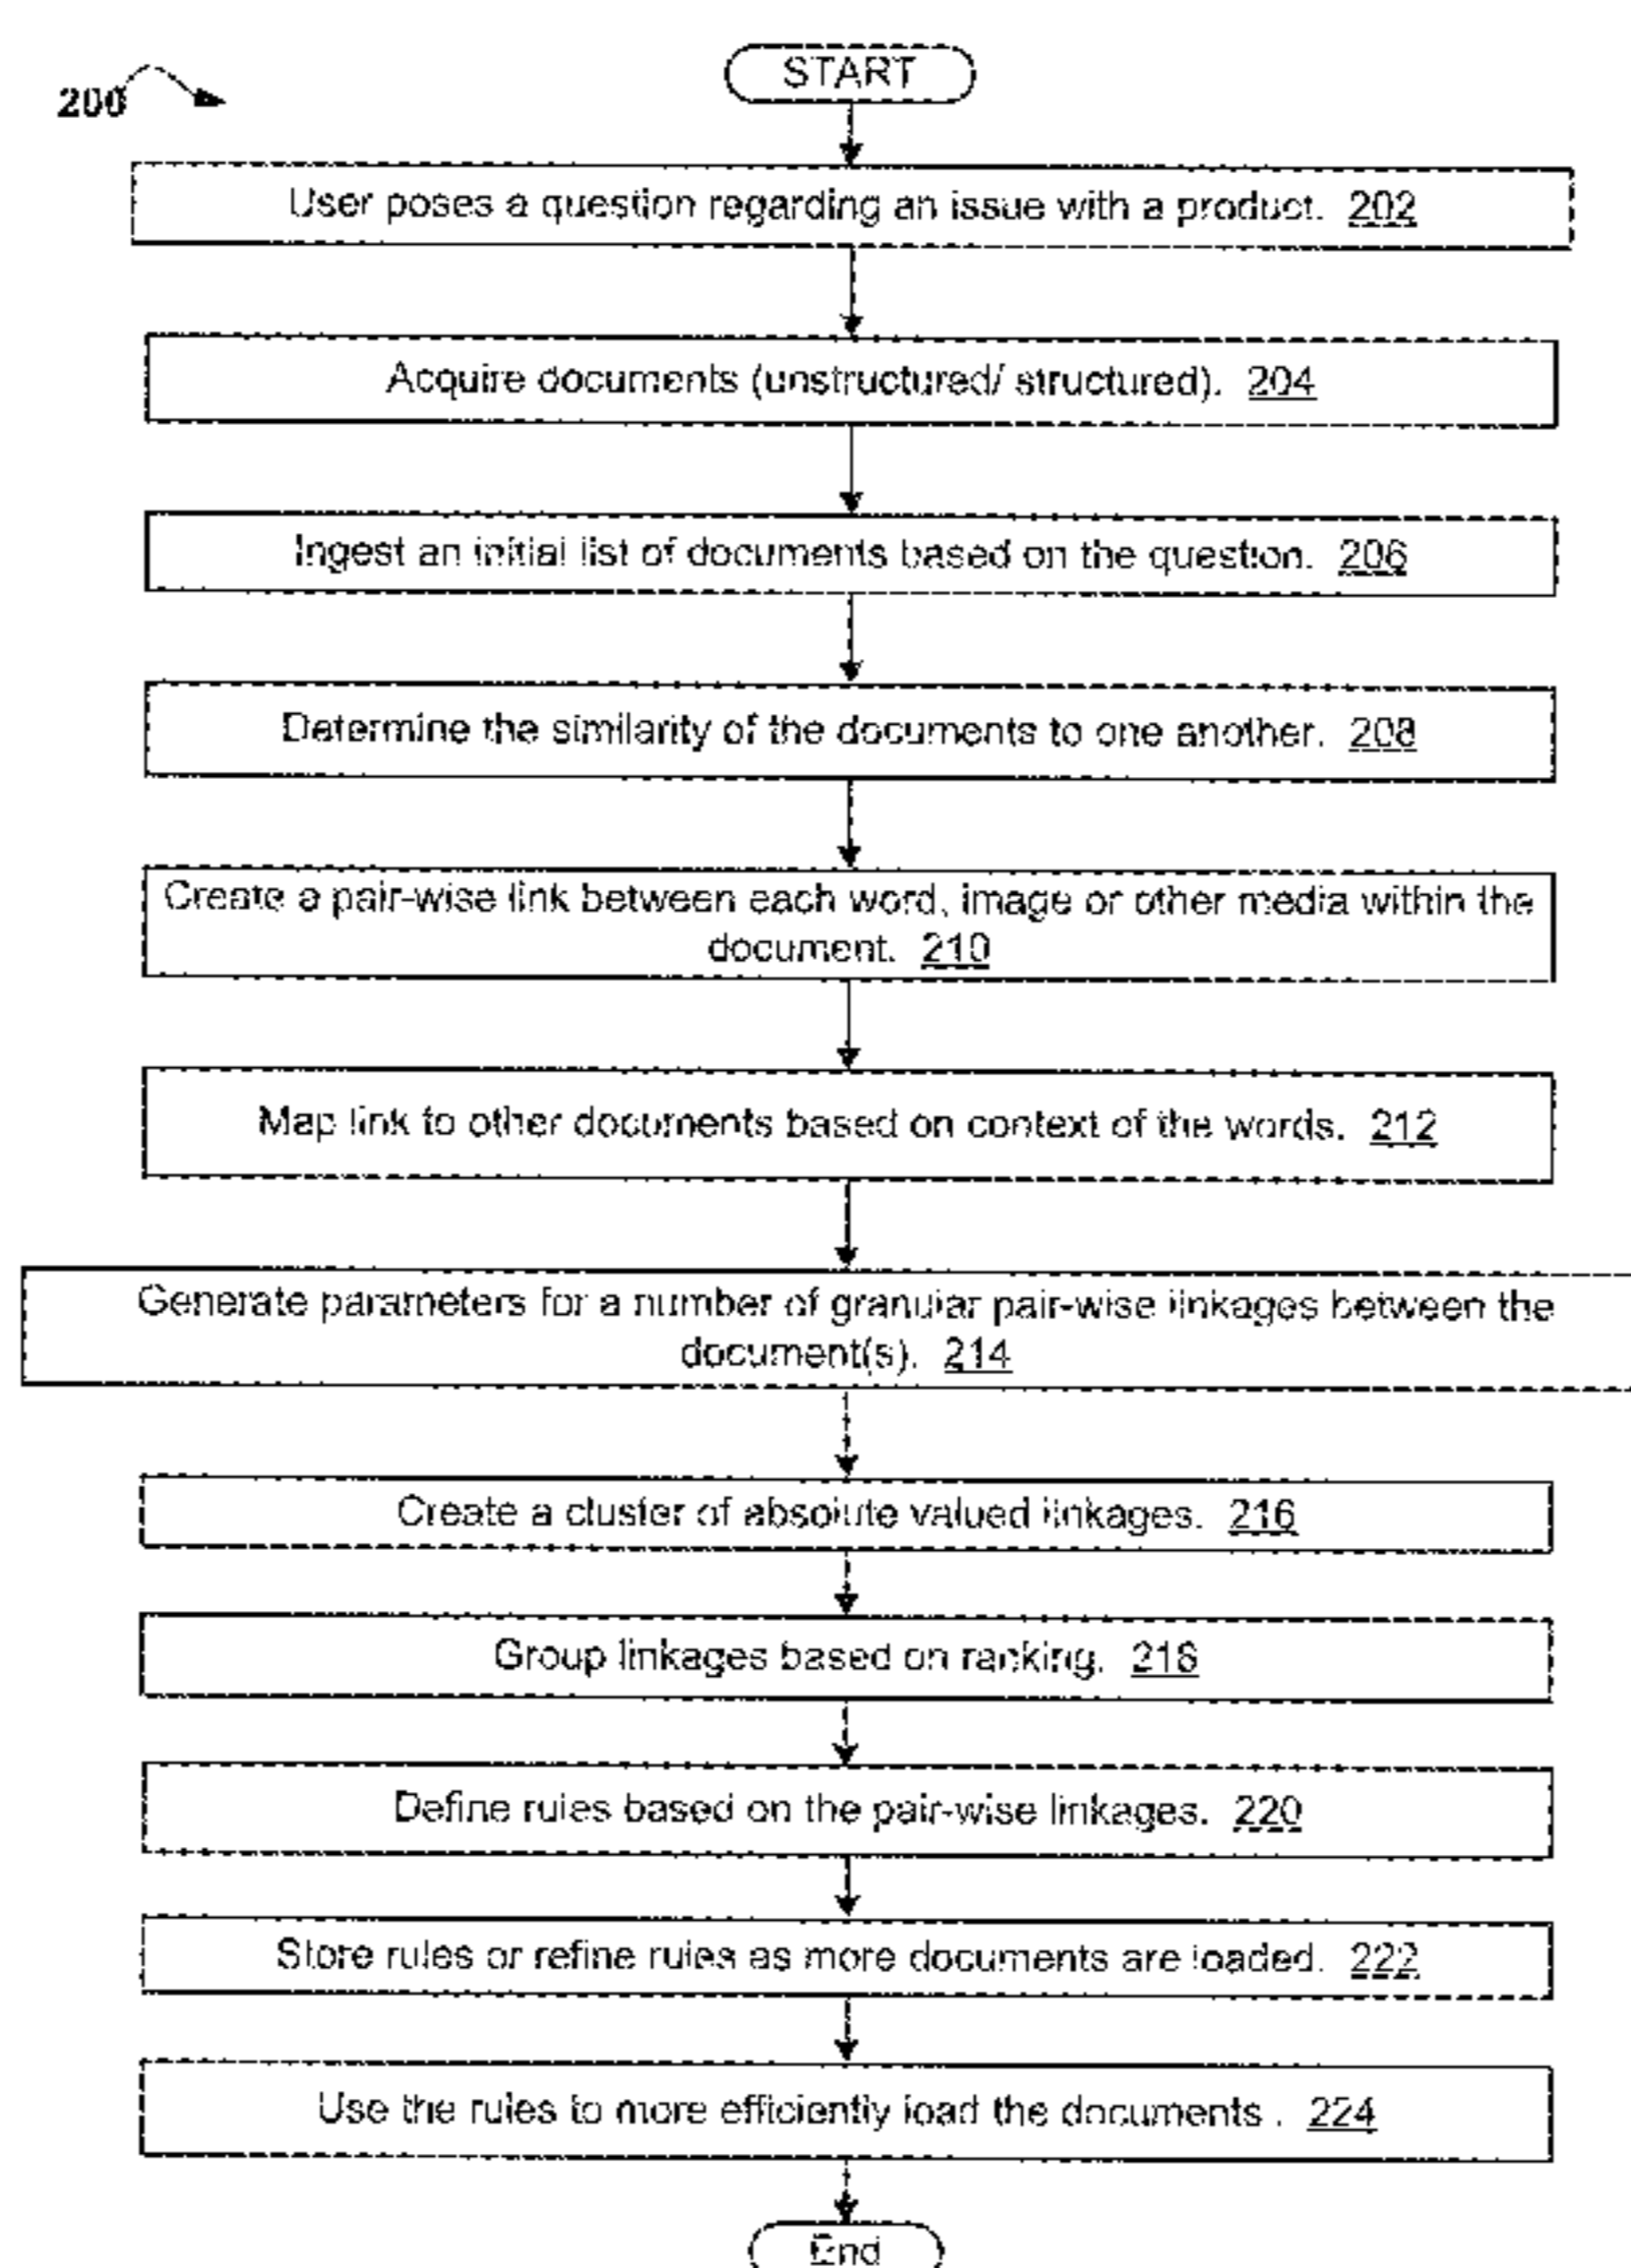 START
200
User poses a question regarding an issue with a product. 202
Acquire documents (unstructured/ structured). 204
Ingest an initial list of documents based on the question. 206
Determine the similarity of the documents to one another. 208
Create a pair-wise link between each word, image or other media within the
document. 210
Map link to other documents based on context of the words. 212
Generate parameters for a number of granular pair-wise linkages between the
document(s). 214
Create a cluster of absolute valued linkages. 216
Group linkages based on ranking. 218
Define rules based on the pair-wise linkages. 220
Store rules or refine rules as more documents are loaded. 222
Use the rules to more efficiently load the documents . 224
End